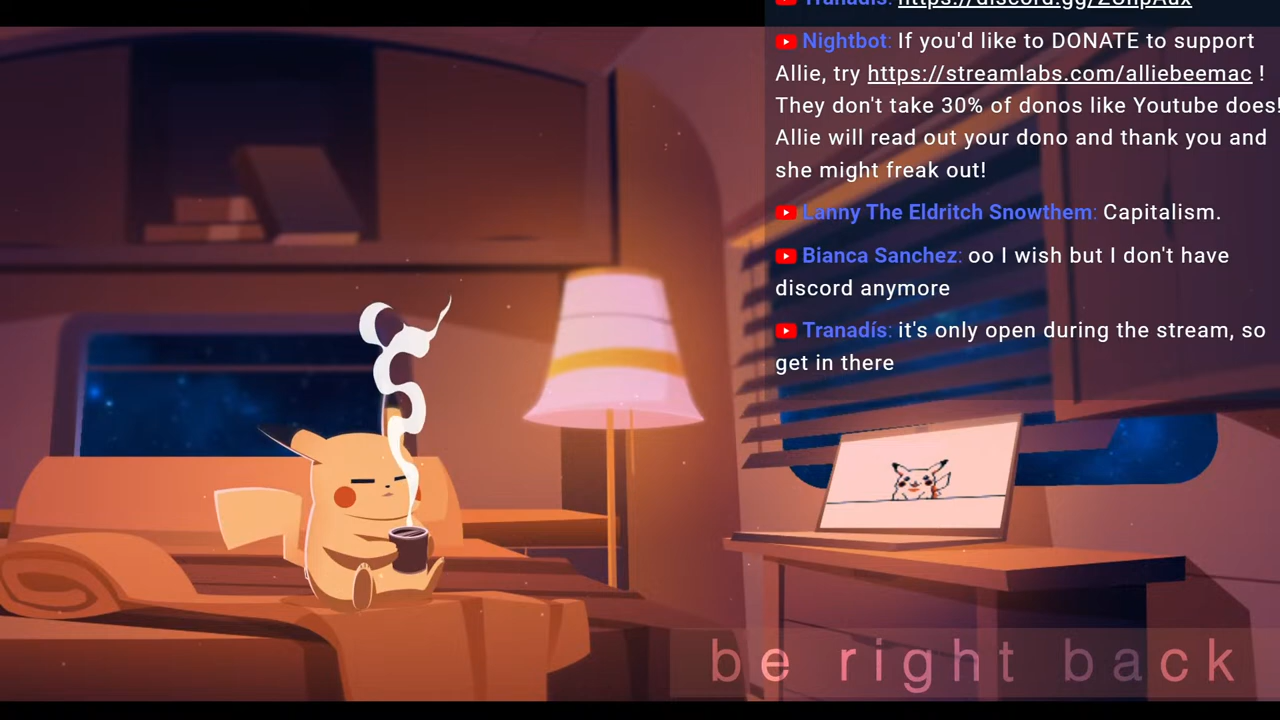 Tranadís:
Nightbot: If you'd like to DONATE to support
Allie, try https://streamlabs.com/alliebeemac !
They don't take 30% of donos like Youtube does!
Allie will read out your dono and thank you and
she might freak out!
Lanny The Eldritch Snowthem: Capitalism.
Bianca Sanchez: oo I wish but I don't have
discord anymore
Tranadís: it's only open during the stream, so
get in there
be right back